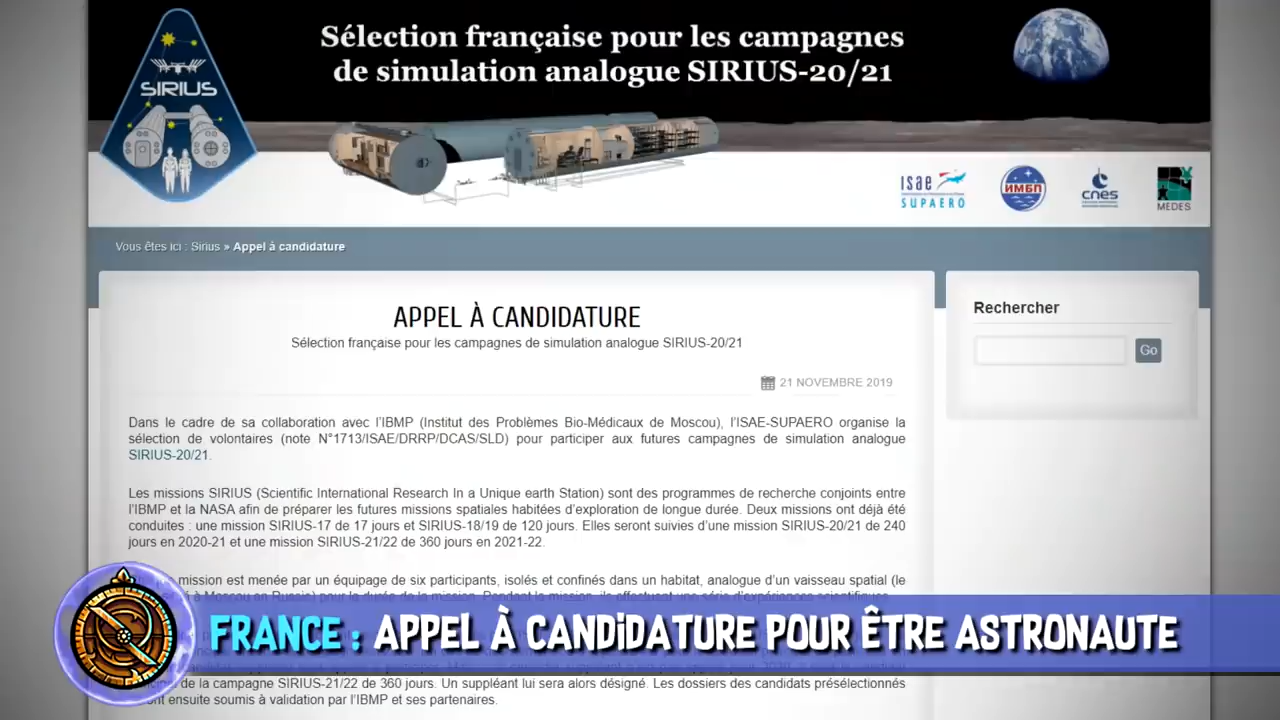 Sélection française pour les campagnes
de simulation analogue SIRIUS-20/21
SIRIUS
isae
SUPAERO
ИМБП
cnes
MEDES
Vous êtes ici : Sirius » Appel à candidature
APPEL À CANDIDATURE
Sélection française pour les campagnes de simulation analogue SIRIUS-20/21
21 NOVEMBRE 2019
Rechercher
Go
Dans le cadre de sa collaboration avec l'IBMP (Institut des Problèmes Bio-Médicaux de Moscou), l'ISAE-SUPAERO organise la
sélection de volontaires (note N°1713/ISAE/DRRP/DCAS/SLD) pour participer aux futures campagnes de simulation analogue
SIRIUS-20/21.
Les missions SIRIUS (Scientific International Research In a Unique earth Station) sont des programmes de recherche conjoints entre
l'IBMP et la NASA afin de préparer les futures missions spatiales habitées d'exploration de longue durée. Deux missions ont déjà été
conduites : une mission SIRIUS-17 de 17 jours et SIRIUS-18/19 de 120 jours. Elles seront suivies d'une mission SIRIUS-20/21 de 240
jours en 2020-21 et une mission SIRIUS-21/22 de 360 jours en 2021-22.
mission est menée par un équipage de six participants, isolés et confinés dans un habitat, analogue d'un vaisseau spatial (le
à Moscou en Russie) pour la durée de la mission. Pendant la mission, ils effectuent une série d'expériences scientifiques
FRANCE : APPEL À CANDIDATURE POUR ÊTRE ASTRONAUTE
de la campagne SIRIUS-21/22 de 360 jours. Un suppléant lui sera alors désigné. Les dossiers des candidats présélectionnés
ensuite soumis à validation par l'IBMP et ses partenaires.